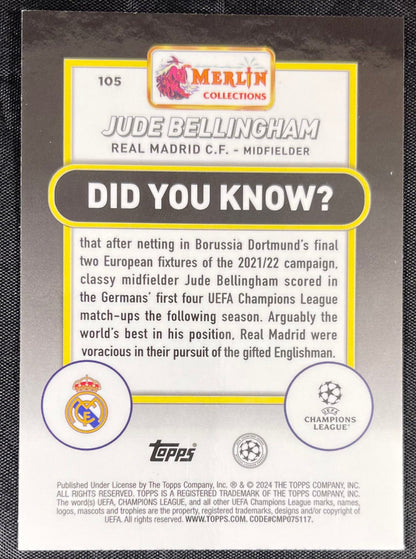 105
MERLIN
COLLECTIONS
JUDE BELLINGHAM
REAL MADRID C.F. - MIDFIELDER
DID YOU KNOW?
that after netting in Borussia Dortmund's final
two European fixtures of the 2021/22 campaign,
classy midfielder Jude Bellingham scored in
the Germans' first four UEFA Champions League
match-ups the following season. Arguably the
world's best in his position, Real Madrid were
voracious in their pursuit of the gifted Englishman.
UEFA
CHAMPIONS
LEAGUE
Topps
Published Under License by The Topps Company, Inc. ® & © 2024 THE TOPPS COMPANY, INC.
ALL RIGHTS RESERVED. TOPPS IS A REGISTERED TRADEMARK OF THE TOPPS COMPANY, INC.
The word(s) UEFA, CHAMPIONS LEAGUE, and all other UEFA Champions League marks, names,
logos, mascots and trophies are the property, registered trademarks, designs and/or copyright
of UEFA. All rights reserved. WWW.TOPPS.COM. CODE#CMP075117.